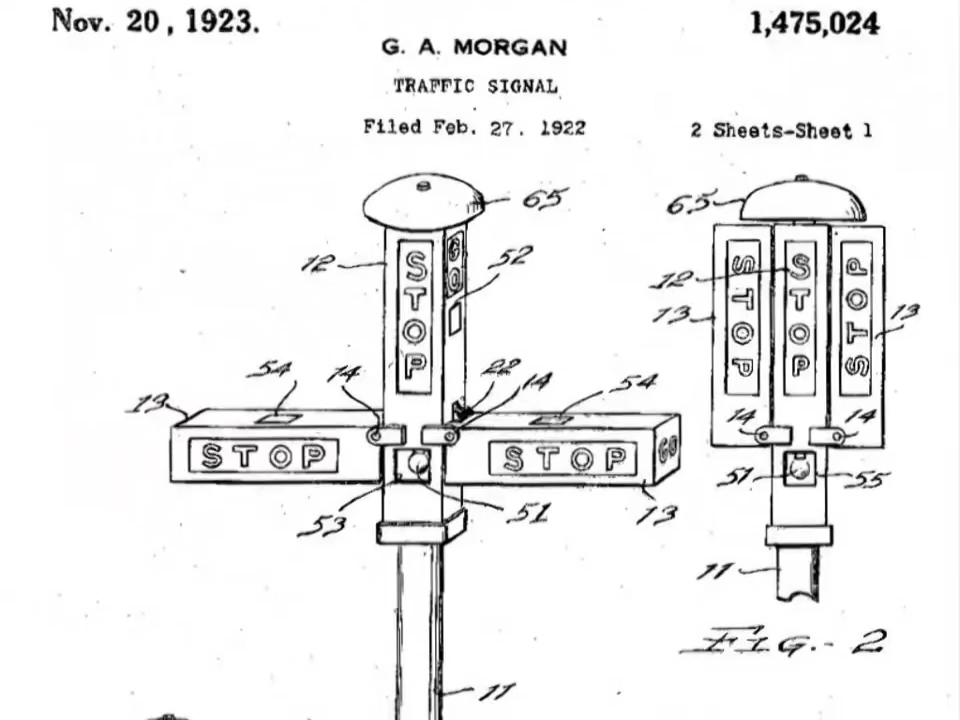 Nov. 20, 1923.
1,475,024
G. A. MORGAN
TRAFFIC SIGNAL
Filed Feb. 27. 1922
2 Sheets-Sheet 1
65
65
12
STOP
GO
52
STOP
12
STOP
STOP
13
13
54
14
22
14
54
13
14
14
STOP
STOP
GO
53
51
13
51
55
11
FIG.- 2
11